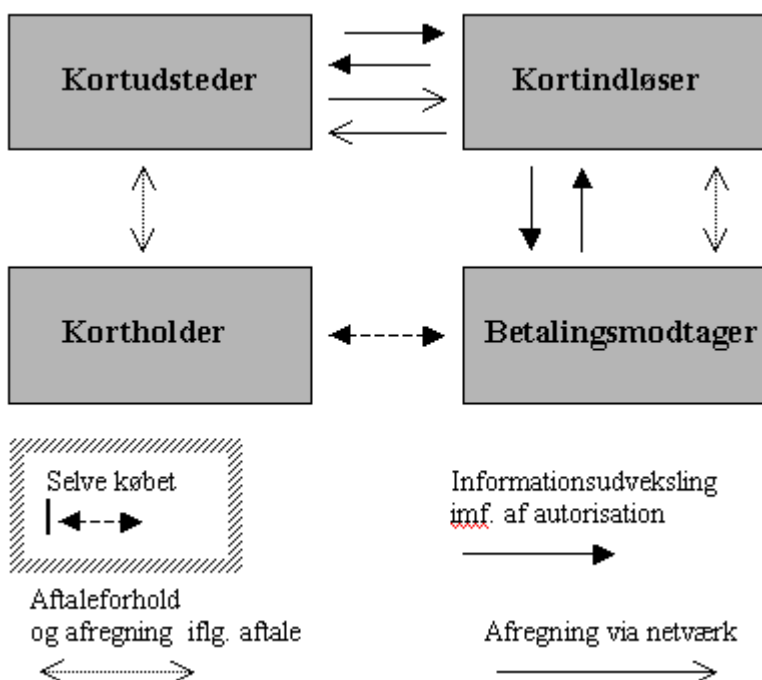 Kortudsteder
Kortindløser
Kortholder
Betalingsmodtager
Selve købet
Informationsudveksling
imf. af autorisation
Aftaleforhold
og afregning iflg. aftale
Afregning via netværk